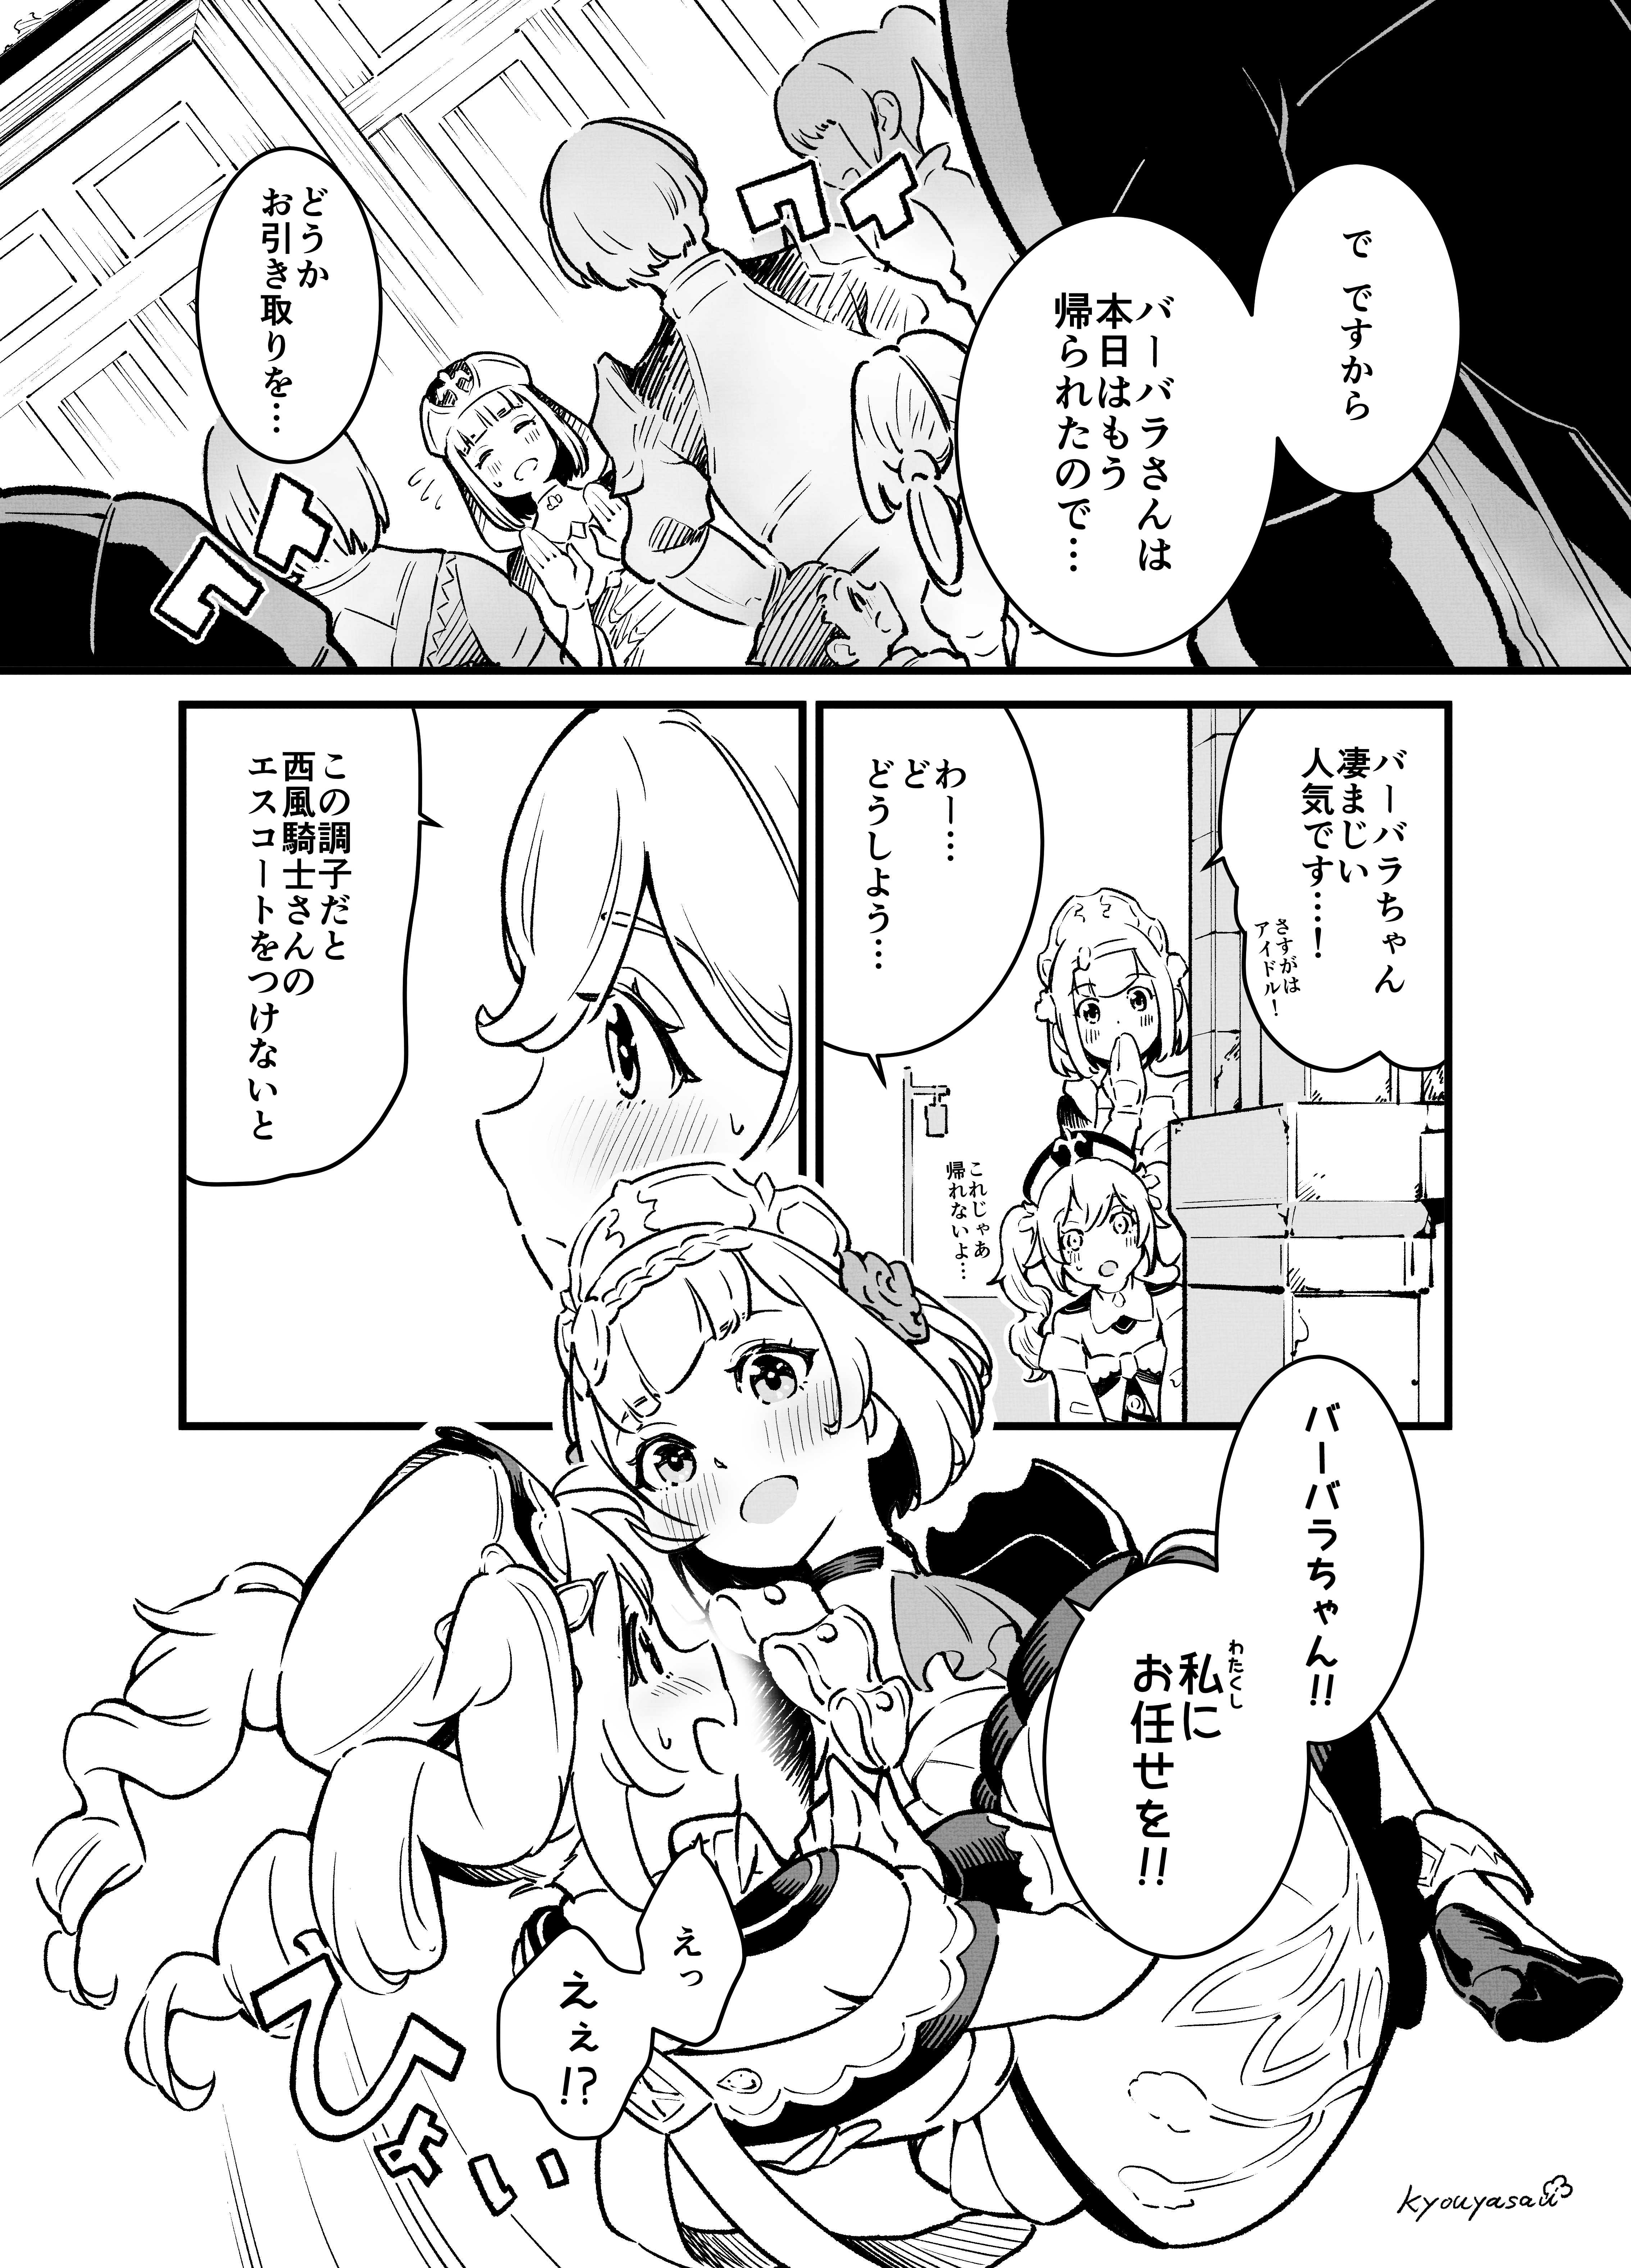 で ですから
バーバラさんは
本日はもう
帰られたので…
ワイ
どうか
お引き取りを…
ワイ
バーバラちゃん
凄まじい
人気です…!
さすがは
アイドル!
わー…
ど
どうしよう…
これじゃあ
帰れないよ…
この調子だと
西風騎士さんの
エスコートをつけないと
バーバラちゃん!!
私に
わたくし
お任せを!!
えっ
えぇ!?
ひょい
kyouyasai